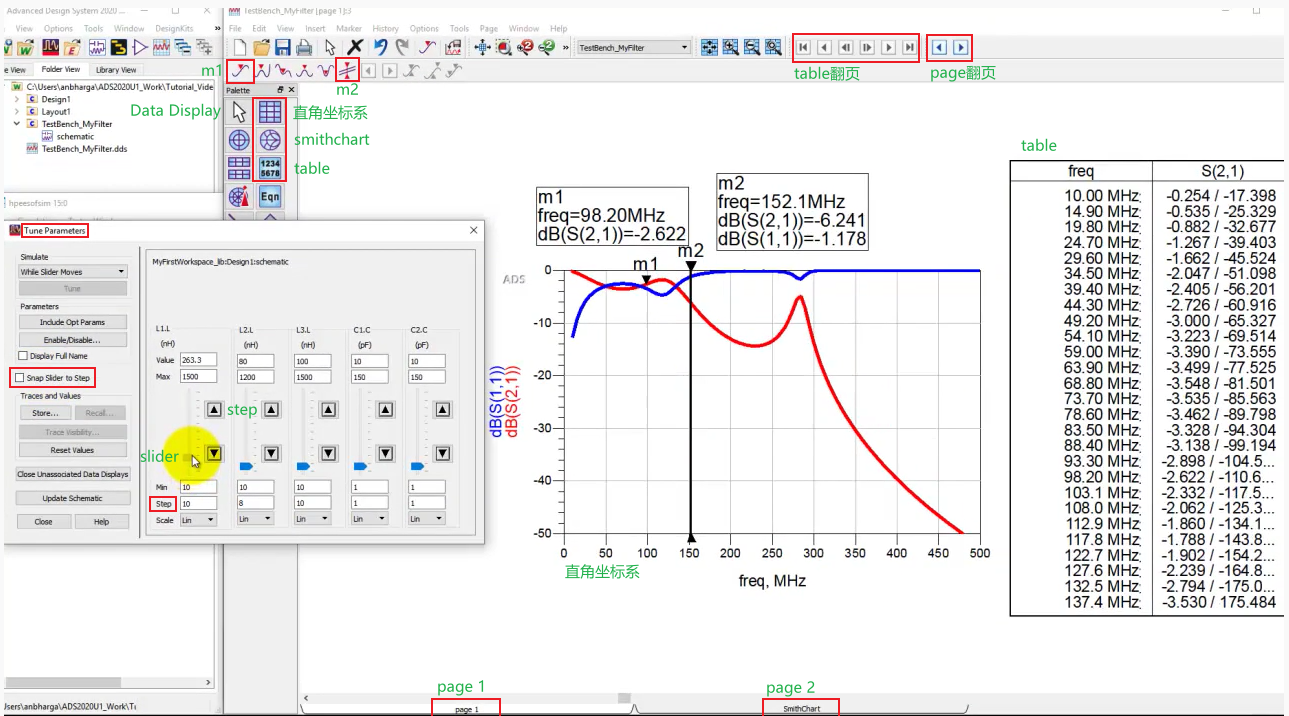 Advanced Design System 2020 ...
TestBench_MyFilter [page 1]:3
View Options Tools Window DesignKits »
File Edit View Insert Marker History Options Tools Page Window Help
» TestBench_MyFilter
table翻页
page翻页
e View Folder View Library View
m1
m2
Palette
C:\Users\anbharga\ADS2020U1_Work\Tutorial_Vide
Design1
Layout1
TestBench_MyFilter
schematic
TestBench_MyFilter.dds
Data Display
直角坐标系
smithchart
table
1234
5678
Eqn
hpeesofsim 15:0
Tune Parameters
Simulate
While Slider Moves
Tune
Parameters
Include Opt Params
Enable/Disable...
Display Full Name
Snap Slider to Step
Traces and Values
Store... Recall...
Trace Visibility...
Reset Values
Close Unassociated Data Displays
Update Schematic
Close Help
MyFirstWorkspace_lib:Design1:schematic
L1.L L2.L L3.L C1.C C2.C
(nH) (nH) (nH) (pF) (pF)
Value 263.3 80 100 10 10
Max 1500 1200 1500 150 150
step
slider
Min 10 10 10 1 1
Step 10 8 10 1 1
Scale Lin Lin Lin Lin Lin
m1
freq=98.20MHz
dB(S(2,1))=-2.622
m2
freq=152.1MHz
dB(S(2,1))=-6.241
dB(S(1,1))=-1.178
m1
m2
ADS
0
-10
-20
-30
-40
-50
dB(S(1,1))
dB(S(2,1))
0 50 100 150 200 250 300 350 400 450 500
freq, MHz
直角坐标系
table
freq S(2,1)
10.00 MHz -0.254 / -17.398
14.90 MHz -0.535 / -25.329
19.80 MHz -0.882 / -32.677
24.70 MHz -1.267 / -39.403
29.60 MHz -1.662 / -45.524
34.50 MHz -2.047 / -51.098
39.40 MHz -2.405 / -56.201
44.30 MHz -2.726 / -60.916
49.20 MHz -3.000 / -65.327
54.10 MHz -3.223 / -69.514
59.00 MHz -3.390 / -73.555
63.90 MHz -3.499 / -77.525
68.80 MHz -3.548 / -81.501
73.70 MHz -3.535 / -85.563
78.60 MHz -3.462 / -89.798
83.50 MHz -3.328 / -94.304
88.40 MHz -3.138 / -99.194
93.30 MHz -2.898 / -104.5...
98.20 MHz -2.622 / -110.6...
103.1 MHz -2.332 / -117.5...
108.0 MHz -2.062 / -125.3...
112.9 MHz -1.860 / -134.1...
117.8 MHz -1.788 / -143.8...
122.7 MHz -1.902 / -154.2...
127.6 MHz -2.239 / -164.8...
132.5 MHz -2.794 / -175.0...
137.4 MHz -3.530 / 175.484
Jsers\anbharga\ADS2020U1_Work\Tu
page 1
page 2
page 1
SmithChart